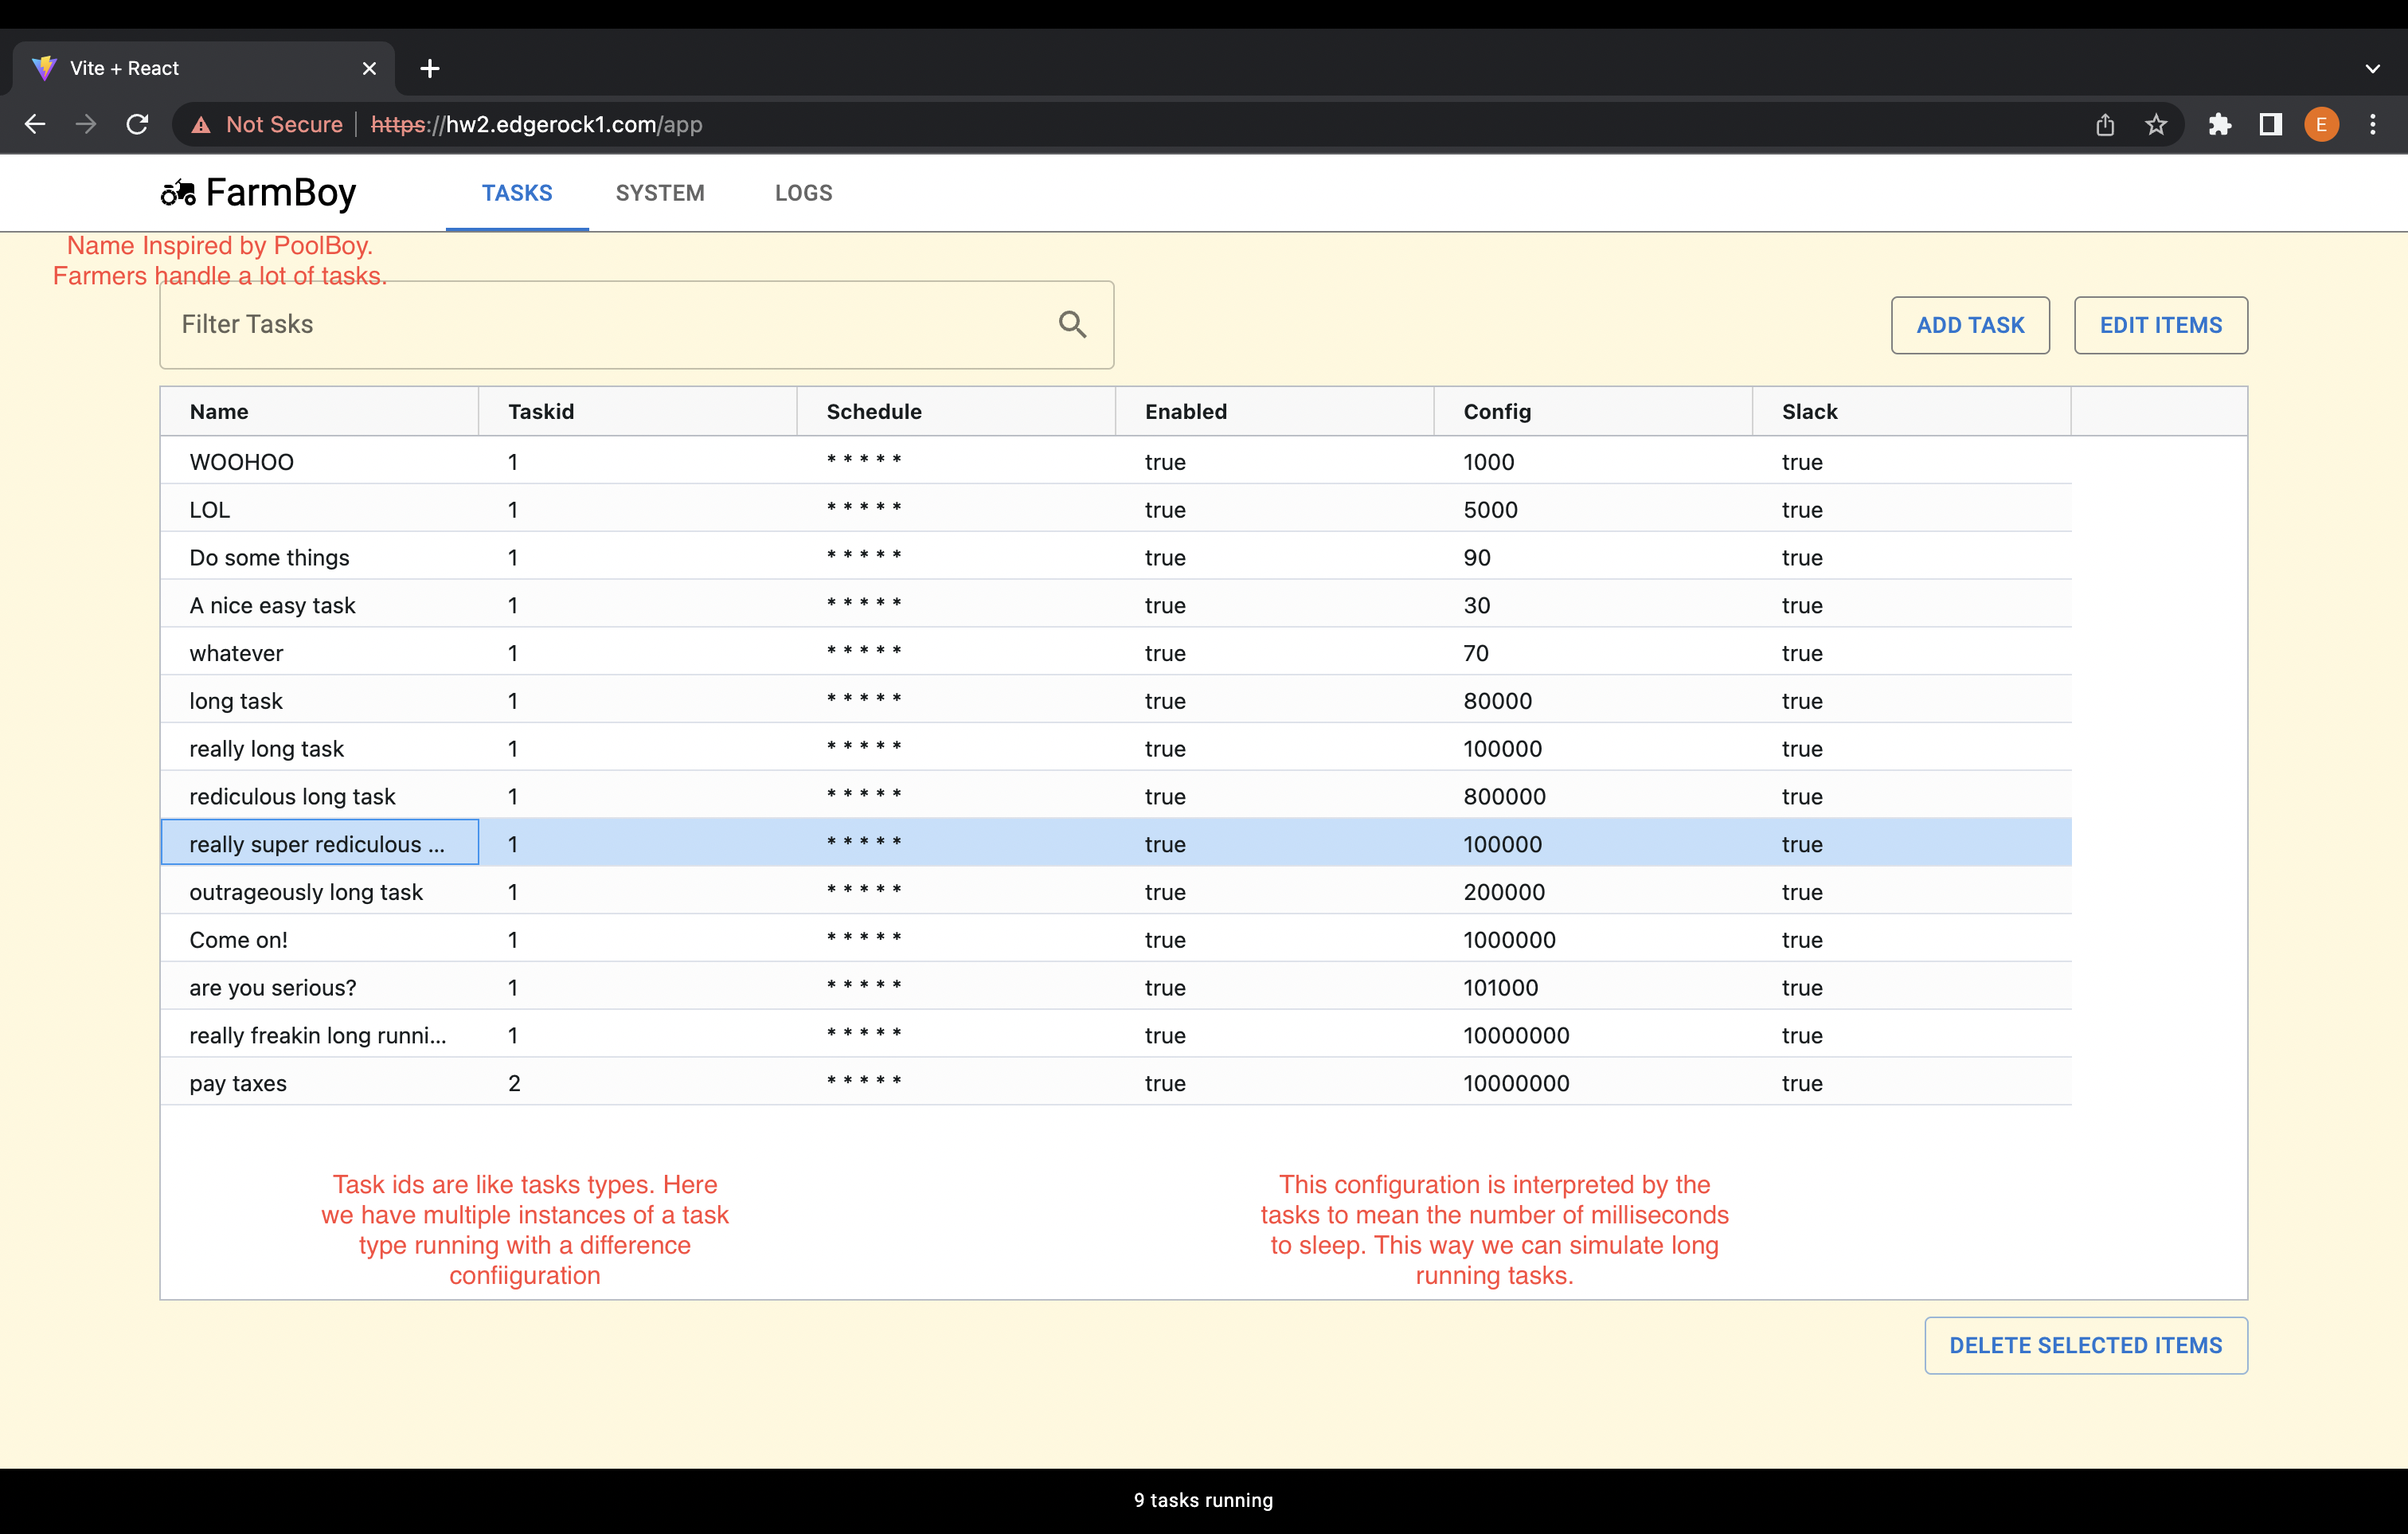 Vite + React
Not Secure https://hw2.edgerock1.com/app
E
FarmBoy TASKS SYSTEM LOGS
Name Inspired by PoolBoy.
Farmers handle a lot of tasks.
Filter Tasks
ADD TASK EDIT ITEMS
Name Taskid Schedule Enabled Config Slack
WOOHOO 1 * * * * * true 1000 true
LOL 1 * * * * * true 5000 true
Do some things 1 * * * * * true 90 true
A nice easy task 1 * * * * * true 30 true
whatever 1 * * * * * true 70 true
long task 1 * * * * * true 80000 true
really long task 1 * * * * * true 100000 true
rediculous long task 1 * * * * * true 800000 true
really super rediculous ... 1 * * * * * true 100000 true
outrageously long task 1 * * * * * true 200000 true
Come on! 1 * * * * * true 1000000 true
are you serious? 1 * * * * * true 101000 true
really freakin long runni... 1 * * * * * true 10000000 true
pay taxes 2 * * * * * true 10000000 true
Task ids are like tasks types. Here
we have multiple instances of a task
type running with a difference
confiiguration
This configuration is interpreted by the
tasks to mean the number of milliseconds
to sleep. This way we can simulate long
running tasks.
DELETE SELECTED ITEMS
9 tasks running